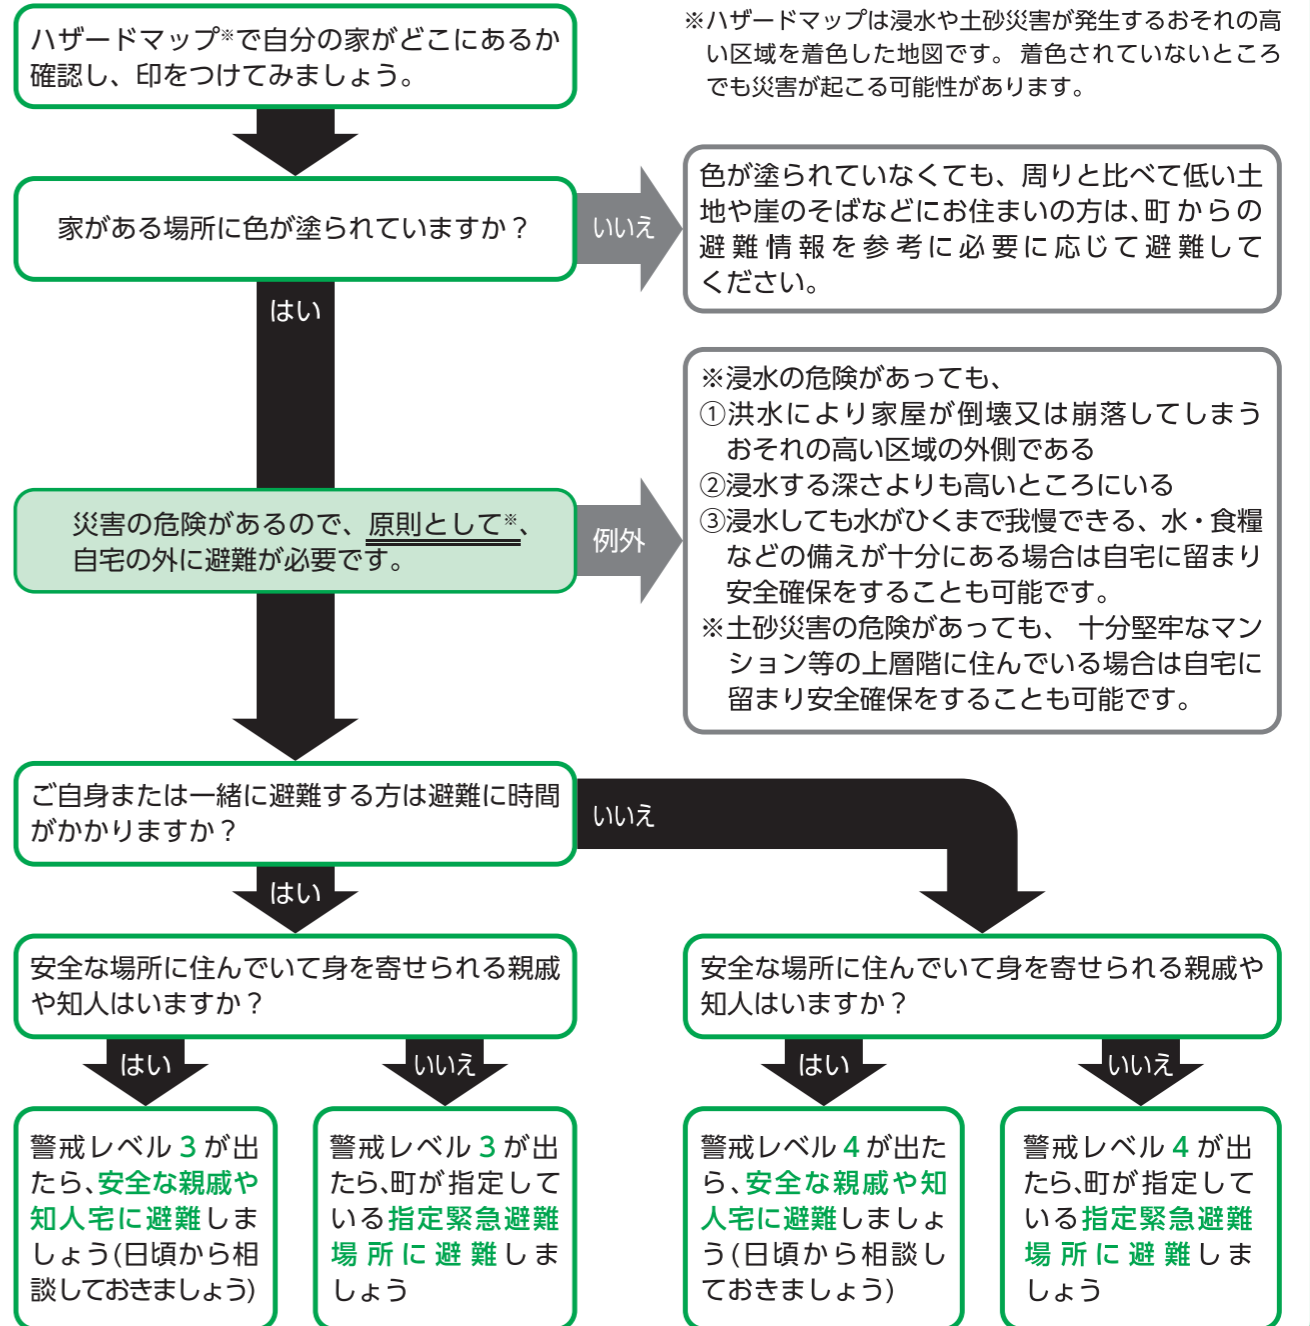 ハザードマップ※で自分の家がどこにあるか
確認し、印をつけてみましょう。
※ハザードマップは浸水や土砂災害が発生するおそれの高
い区域を着色した地図です。 着色されていないところ
でも災害が起こる可能性があります。
家がある場所に色が塗られていますか？
いいえ
色が塗られていなくても、周りと比べて低い土
地や崖のそばなどにお住まいの方は、町からの
避難情報を参考に必要に応じて避難して
ください。
はい
災害の危険があるので、原則として※、
自宅の外に避難が必要です。
例外
※浸水の危険があっても、
①洪水により家屋が倒壊又は崩落してしまう
おそれの高い区域の外側である
②浸水する深さよりも高いところにいる
③浸水しても水がひくまで我慢できる、水・食糧
などの備えが十分にある場合は自宅に留まり
安全確保をすることも可能です。
※土砂災害の危険があっても、 十分堅牢なマン
ション等の上層階に住んでいる場合は自宅に
留まり安全確保をすることも可能です。
ご自身または一緒に避難する方は避難に時間
がかかりますか？
いいえ
はい
安全な場所に住んでいて身を寄せられる親戚
や知人はいますか？
はい
いいえ
警戒レベル 3 が出
たら、安全な親戚や
知人宅に避難しま
しょう(日頃から相
談しておきましょう)
警戒レベル 3 が出
たら、町が指定して
いる指定緊急避難
場所に避難しま
しょう
安全な場所に住んでいて身を寄せられる親戚や
知人はいますか？
はい
いいえ
警戒レベル 4 が出た
ら、安全な親戚や知
人宅に避難しましょ
う(日頃から相談し
ておきましょう)
警戒レベル 4 が出
たら、町が指定して
いる指定緊急避難
場所に避難しま
しょう